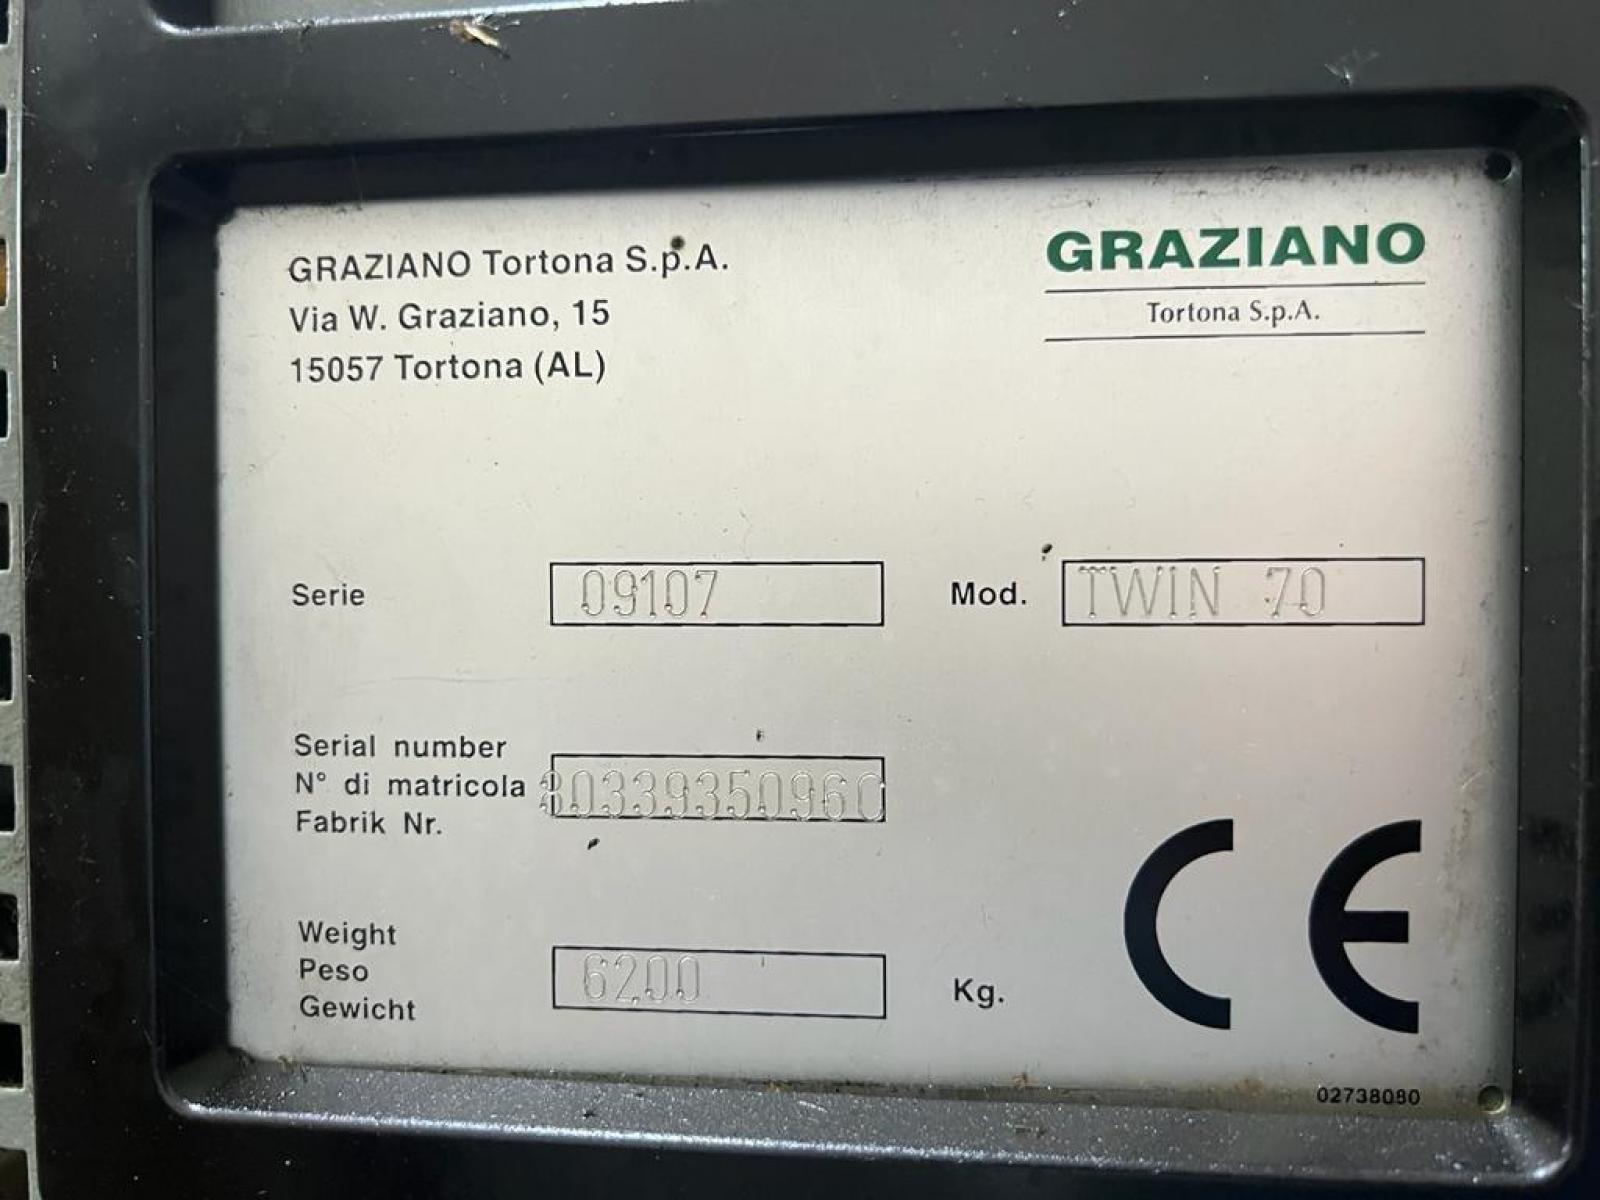 GRAZIANO Tortona S.p.A.
Via W. Graziano, 15
15057 Tortona (AL)
GRAZIANO
Tortona S.p.A.
Serie 09107 Mod. TWIN 70
Serial number
N° di matricola 80339350960
Fabrik Nr.
Weight
Peso 6200 Kg.
Gewicht
CE
02738080